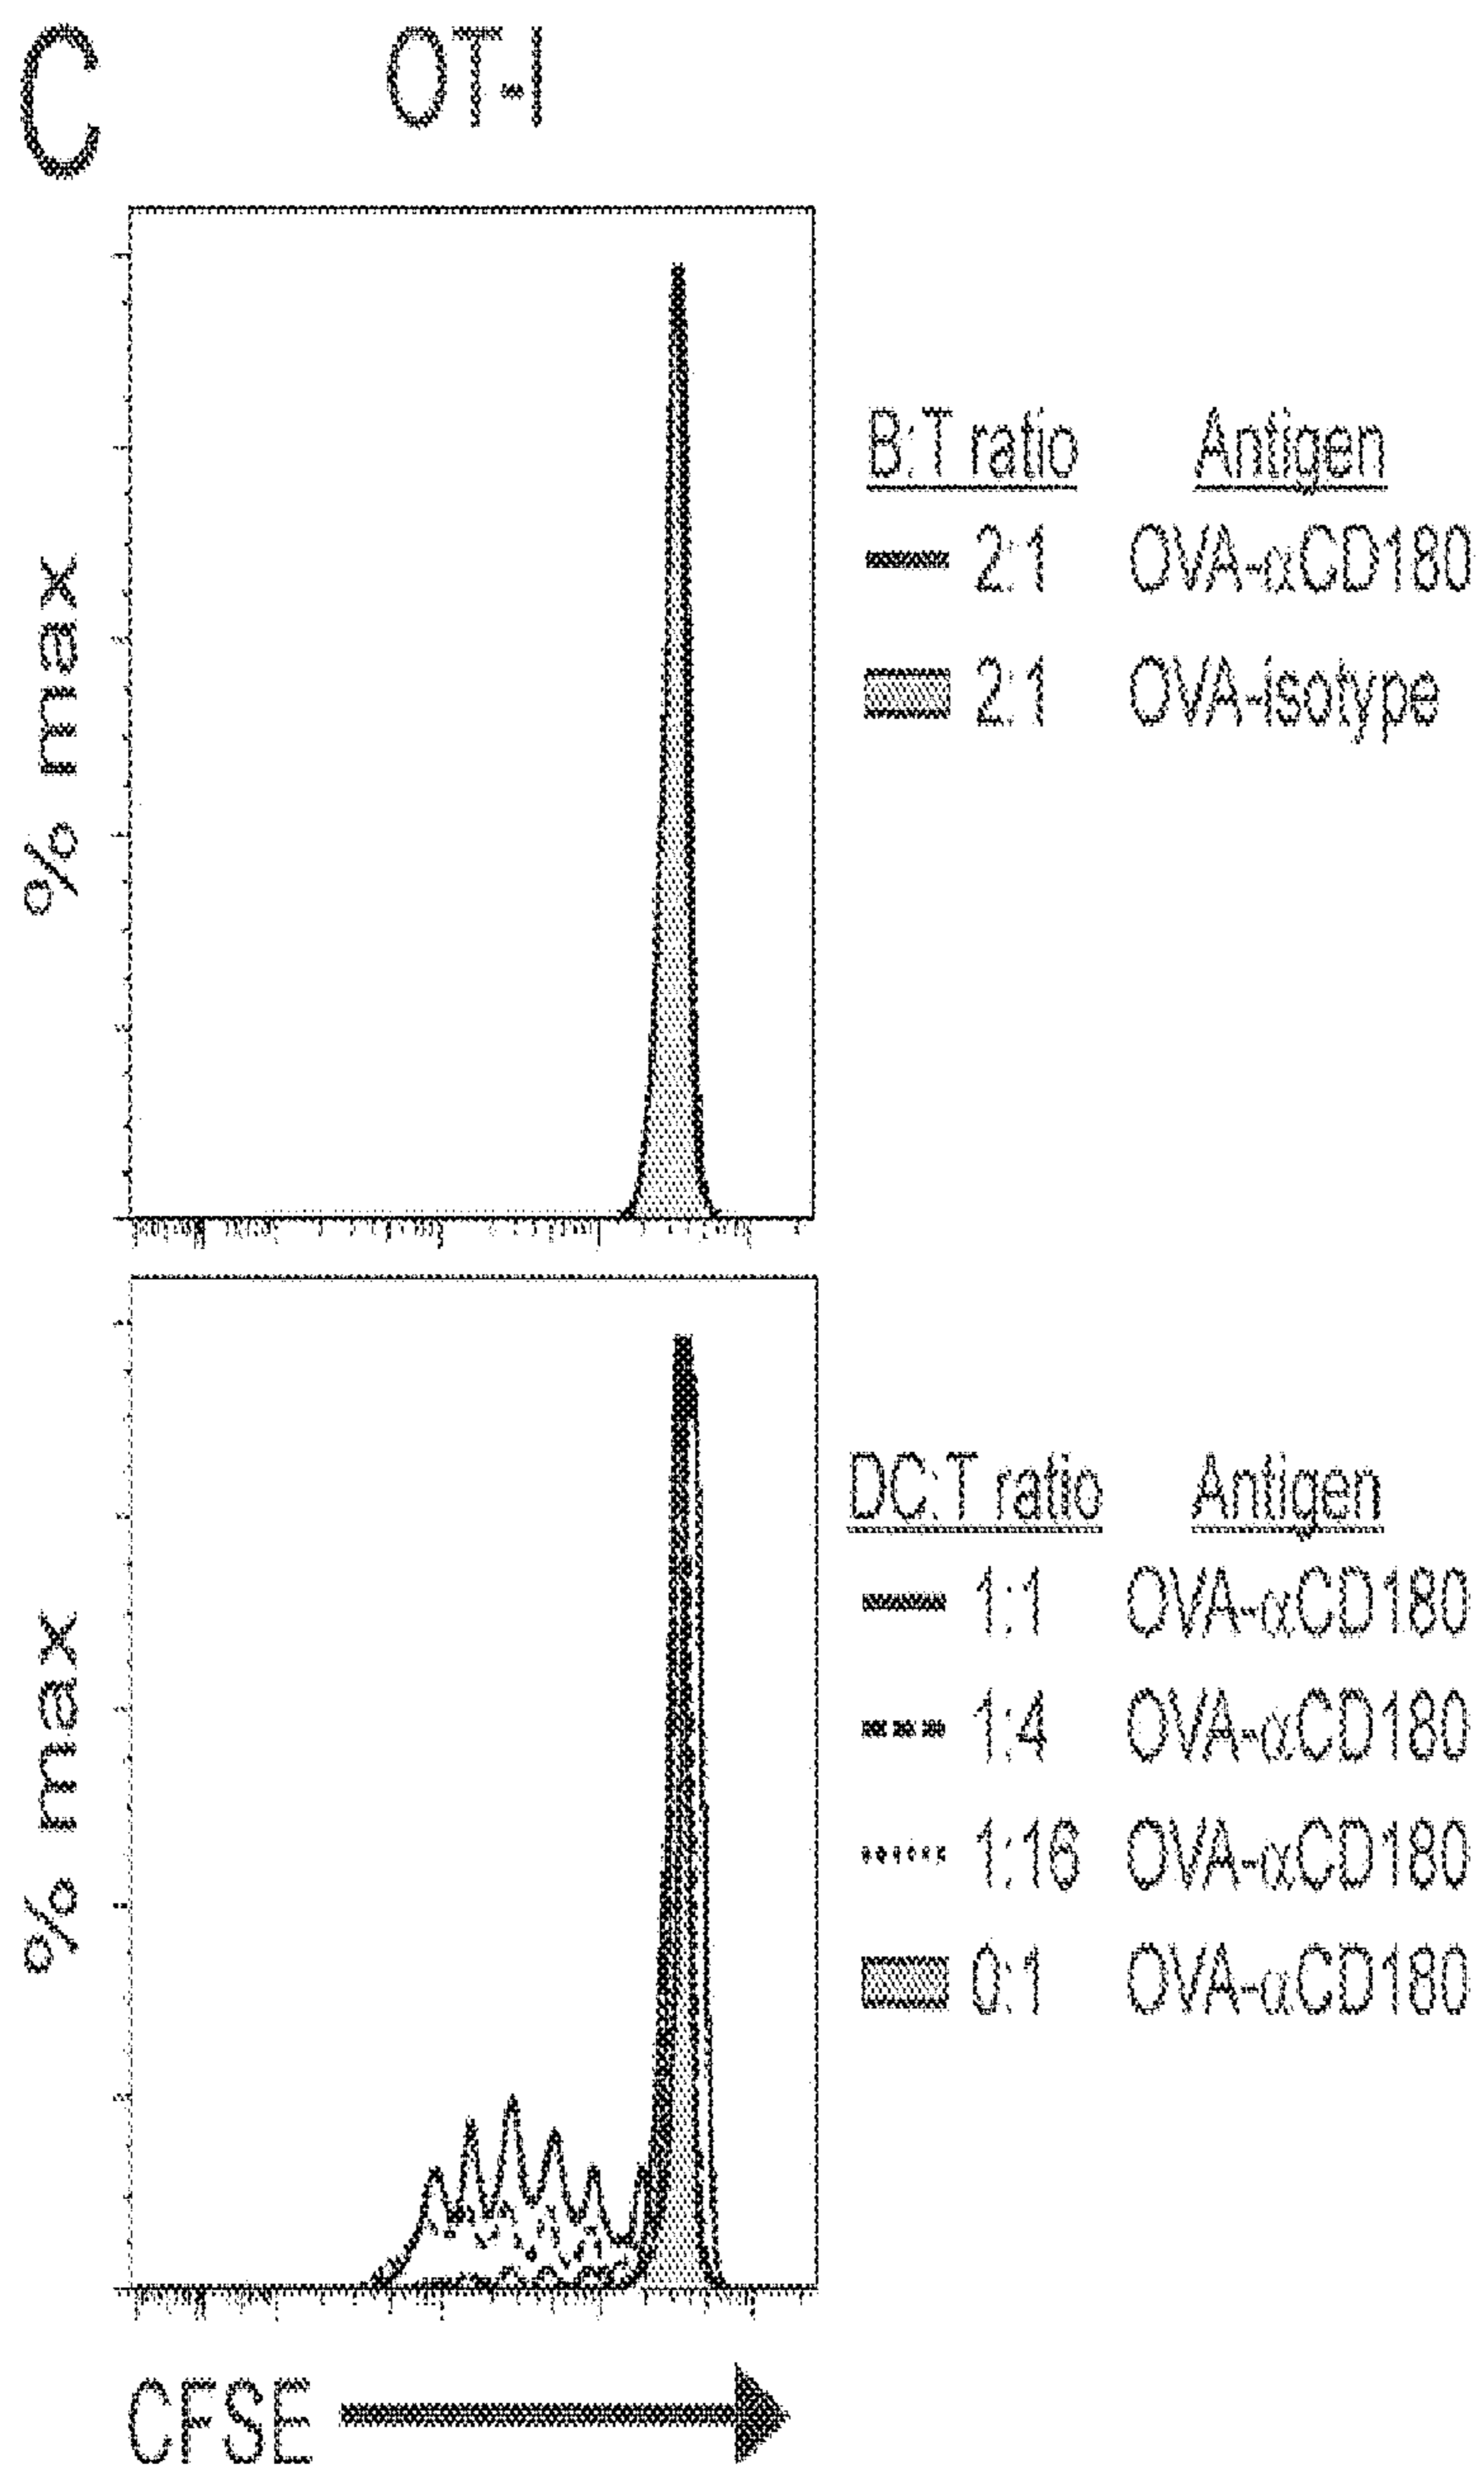 C
OT-I
% max
B:T ratio Antigen
2:1 OVA-αCD180
2:1 OVA-isotype
% max
DC:T ratio Antigen
1:1 OVA-αCD180
1:4 OVA-αCD180
1:16 OVA-αCD180
0:1 OVA-αCD180
CFSE